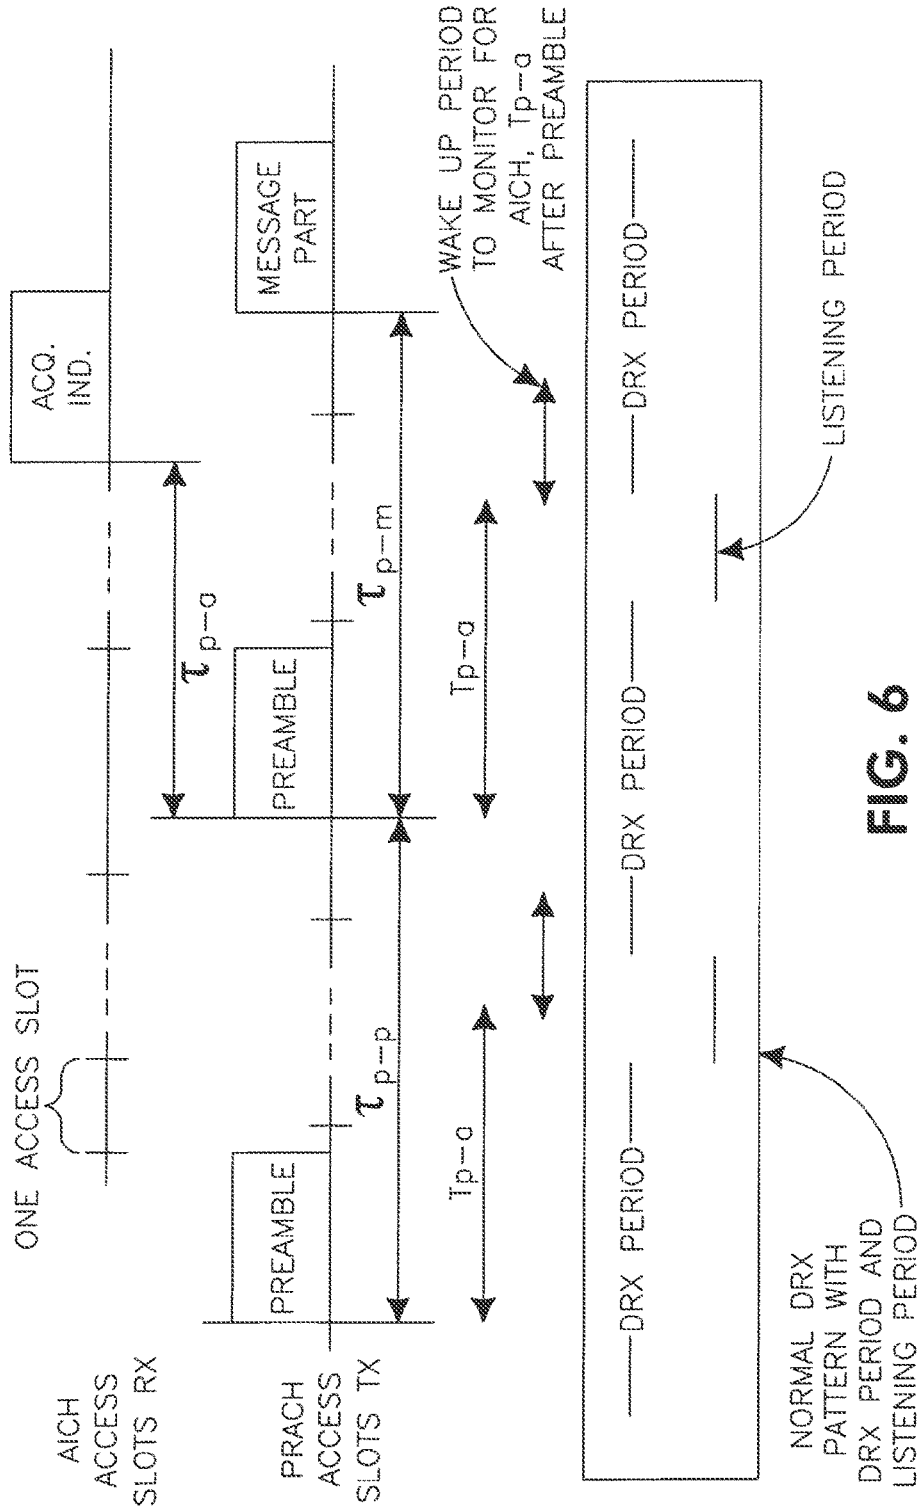 ONE ACCESS SLOT
AICH
ACCESS
SLOTS RX
ACQ.
IND.
τp-a
PRACH
ACCESS
SLOTS TX
PREAMBLE
PREAMBLE
MESSAGE
PART
τp-p
τp-m
Tp-a
Tp-a
WAKE UP PERIOD
TO MONITOR FOR
AICH, Tp-a
AFTER PREAMBLE
DRX PERIOD
DRX PERIOD
DRX PERIOD
NORMAL DRX
PATTERN WITH
DRX PERIOD AND
LISTENING PERIOD
LISTENING PERIOD
FIG. 6